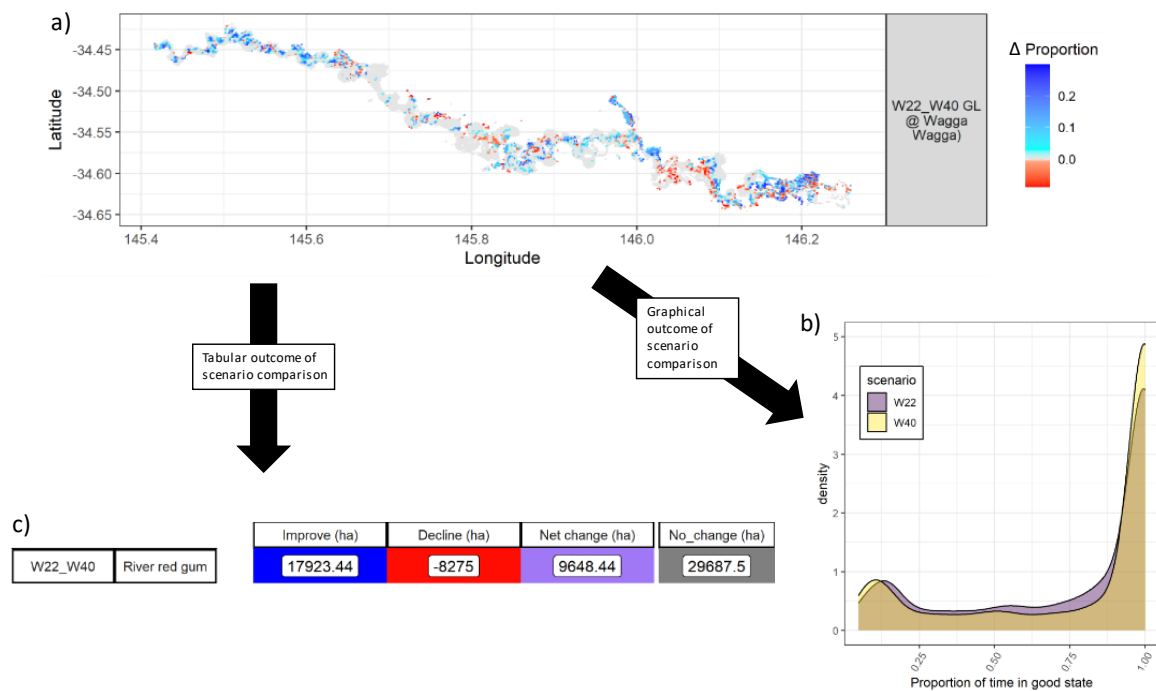 a)
-34.45
-34.50
-34.55
-34.60
-34.65
Latitude
145.4
145.6
145.8
146.0
146.2
Longitude
W22_W40 GL
@ Wagga
Wagga)
Δ Proportion
0.2
0.1
0.0
Tabular outcome of
scenario comparison
Graphical
outcome of
scenario
comparison
b)
5
4
3
2
1
0
density
scenario
W22
W40
0.25
0.50
0.75
1.00
Proportion of time in good state
c)
W22_W40
River red gum
Improve (ha)
Decline (ha)
Net change (ha)
No_change (ha)
17923.44
-8275
9648.44
29687.5